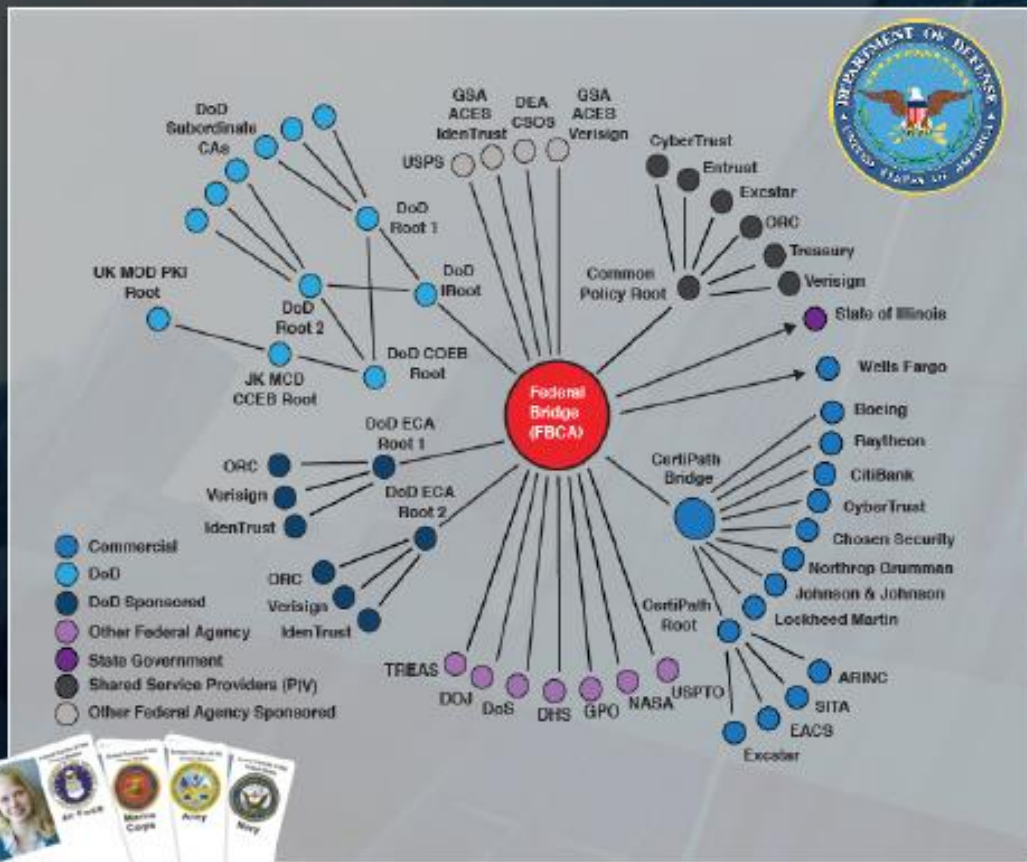 DEPARTMENT OF DEFENSE
UNITED STATES OF AMERICA
DoD
Subordinate
CAs
GSA
ACES
IdenTrust
DEA
CSOS
GSA
ACES
Verisign
USPS
CyberTrust
Entrust
Excstar
ORC
Treasury
Verisign
Common
Policy Root
DoD
Root 1
DoD
IRoot
UK MOD PKI
Root
DoD
Root 2
DoD COEB
Root
JK MCD
CCEB Root
State of Illinois
Wells Fargo
Federal
Bridge
(FBCA)
Boeing
Raytheon
CitiBank
CyberTrust
Chosen Security
Northrop Grumman
Johnson & Johnson
Lockheed Martin
CertiPath
Bridge
DoD ECA
Root 1
ORC
Verisign
IdenTrust
DoD ECA
Root 2
ORC
Verisign
IdenTrust
CertiPath
Root
ARINC
SITA
EACS
Excstar
TREAS
DOJ
DoS
DHS
GPO
NASA
USPTO
Commercial
DoD
DoD Sponsored
Other Federal Agency
State Government
Shared Service Providers (PIV)
Other Federal Agency Sponsored
Air Force
Marine
Corps
Army
Navy